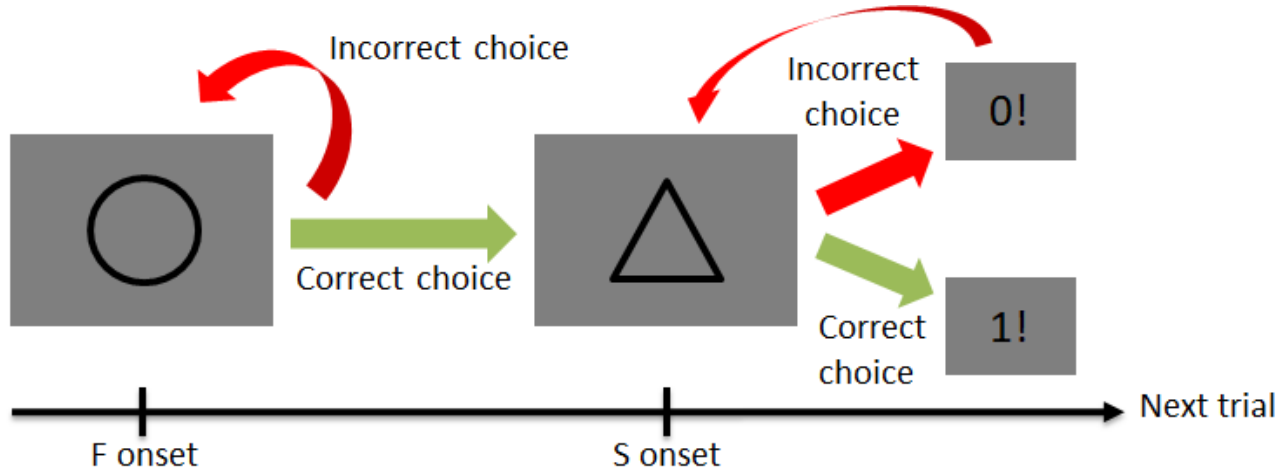 Incorrect choice
Correct choice
Incorrect
choice
0!
Correct
choice
1!
F onset
S onset
Next trial